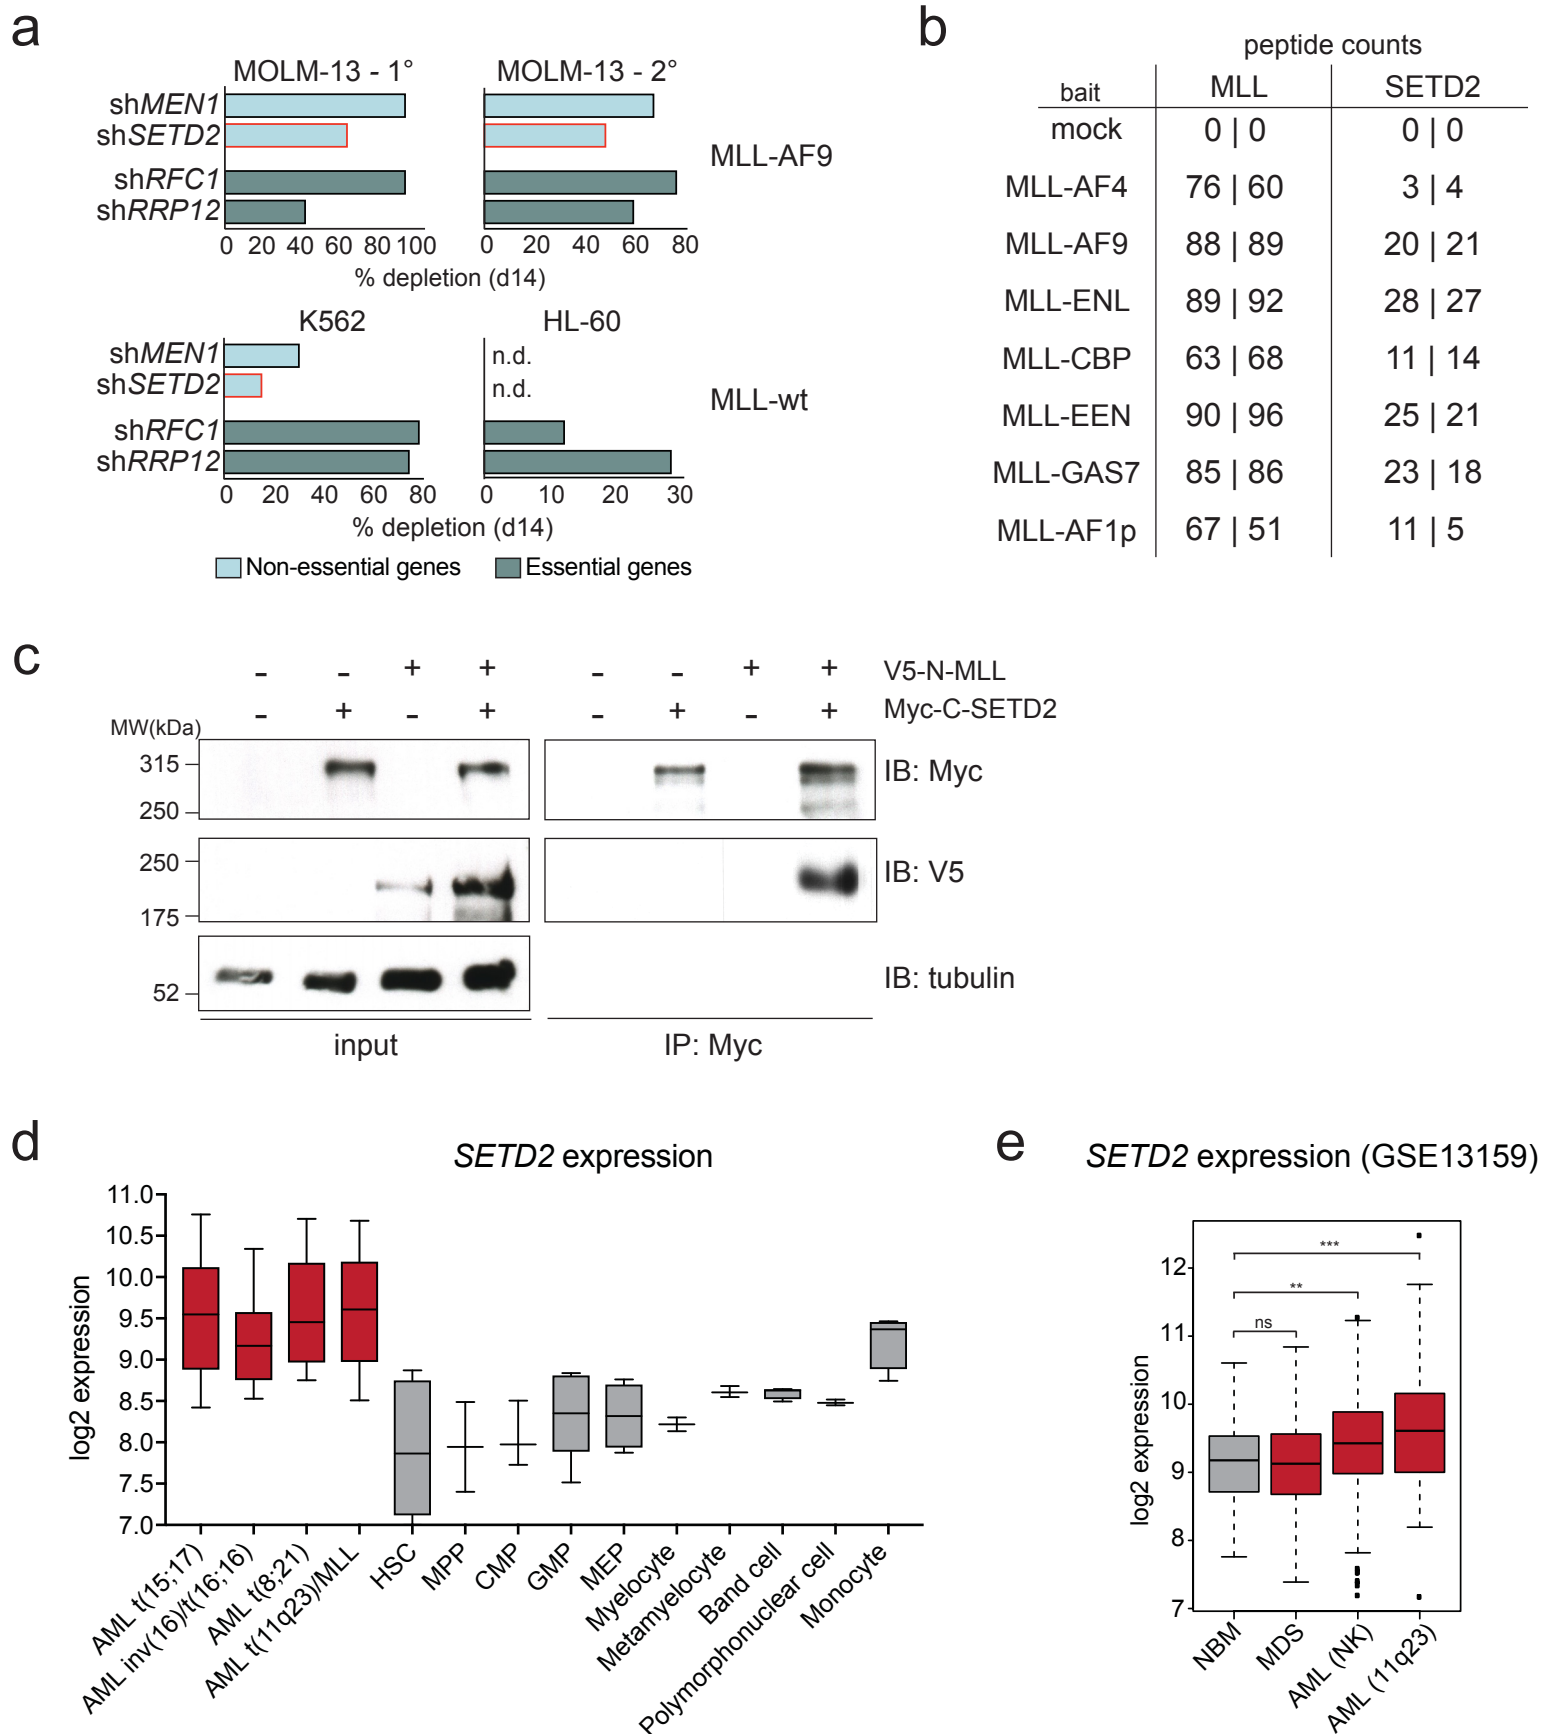 a
MOLM-13 - 1°
MOLM-13 - 2°
shMEN1
shSETD2
shRFC1
shRRP12
MLL-AF9
0 20 40 60 80 100
0 20 40 60 80
% depletion (d14)
K562
HL-60
shMEN1
shSETD2
shRFC1
shRRP12
n.d.
n.d.
MLL-wt
0 20 40 60 80
0 10 20 30
% depletion (d14)
Non-essential genes
Essential genes
b
peptide counts
bait MLL SETD2
mock 0 | 0 0 | 0
MLL-AF4 76 | 60 3 | 4
MLL-AF9 88 | 89 20 | 21
MLL-ENL 89 | 92 28 | 27
MLL-CBP 63 | 68 11 | 14
MLL-EEN 90 | 96 25 | 21
MLL-GAS7 85 | 86 23 | 18
MLL-AF1p 67 | 51 11 | 5
c
- - + + - - + + V5-N-MLL
- + - + - + - + Myc-C-SETD2
MW(kDa)
315
250
IB: Myc
250
175
IB: V5
52
IB: tubulin
input
IP: Myc
d
SETD2 expression
log2 expression
11.0
10.5
10.0
9.5
9.0
8.5
8.0
7.5
7.0
AML t(15;17)
AML inv(16)/t(16;16)
AML t(8;21)
AML t(11q23)/MLL
HSC
MPP
CMP
GMP
MEP
Myelocyte
Metamyelocyte
Band cell
Polymorphonuclear cell
Monocyte
e
SETD2 expression (GSE13159)
log2 expression
12
11
10
9
8
7
***
**
ns
NBM
MDS
AML (NK)
AML (11q23)